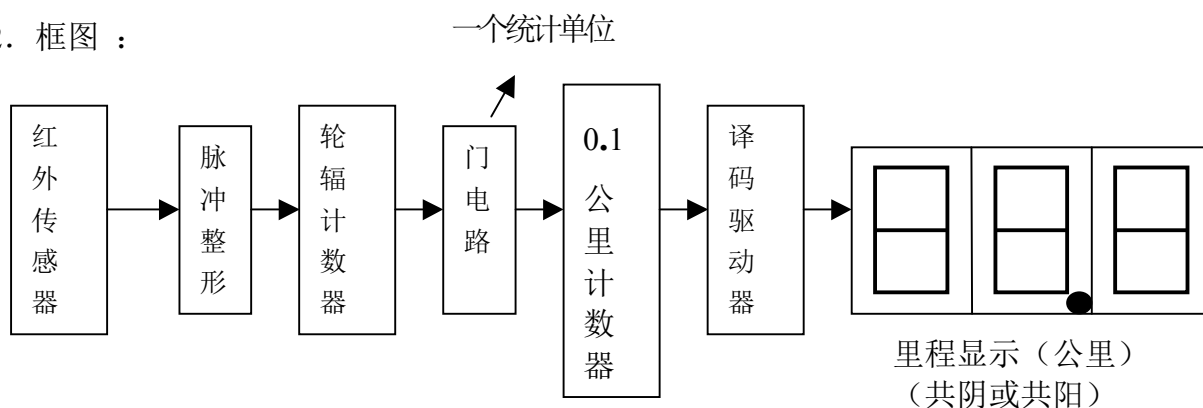 一个统计单位
．框图 ：
红外传感器
脉冲整形
轮辐计数器
门电路
0.1公里计数器
译码驱动器
里程显示（公里）
（共阴或共阳）